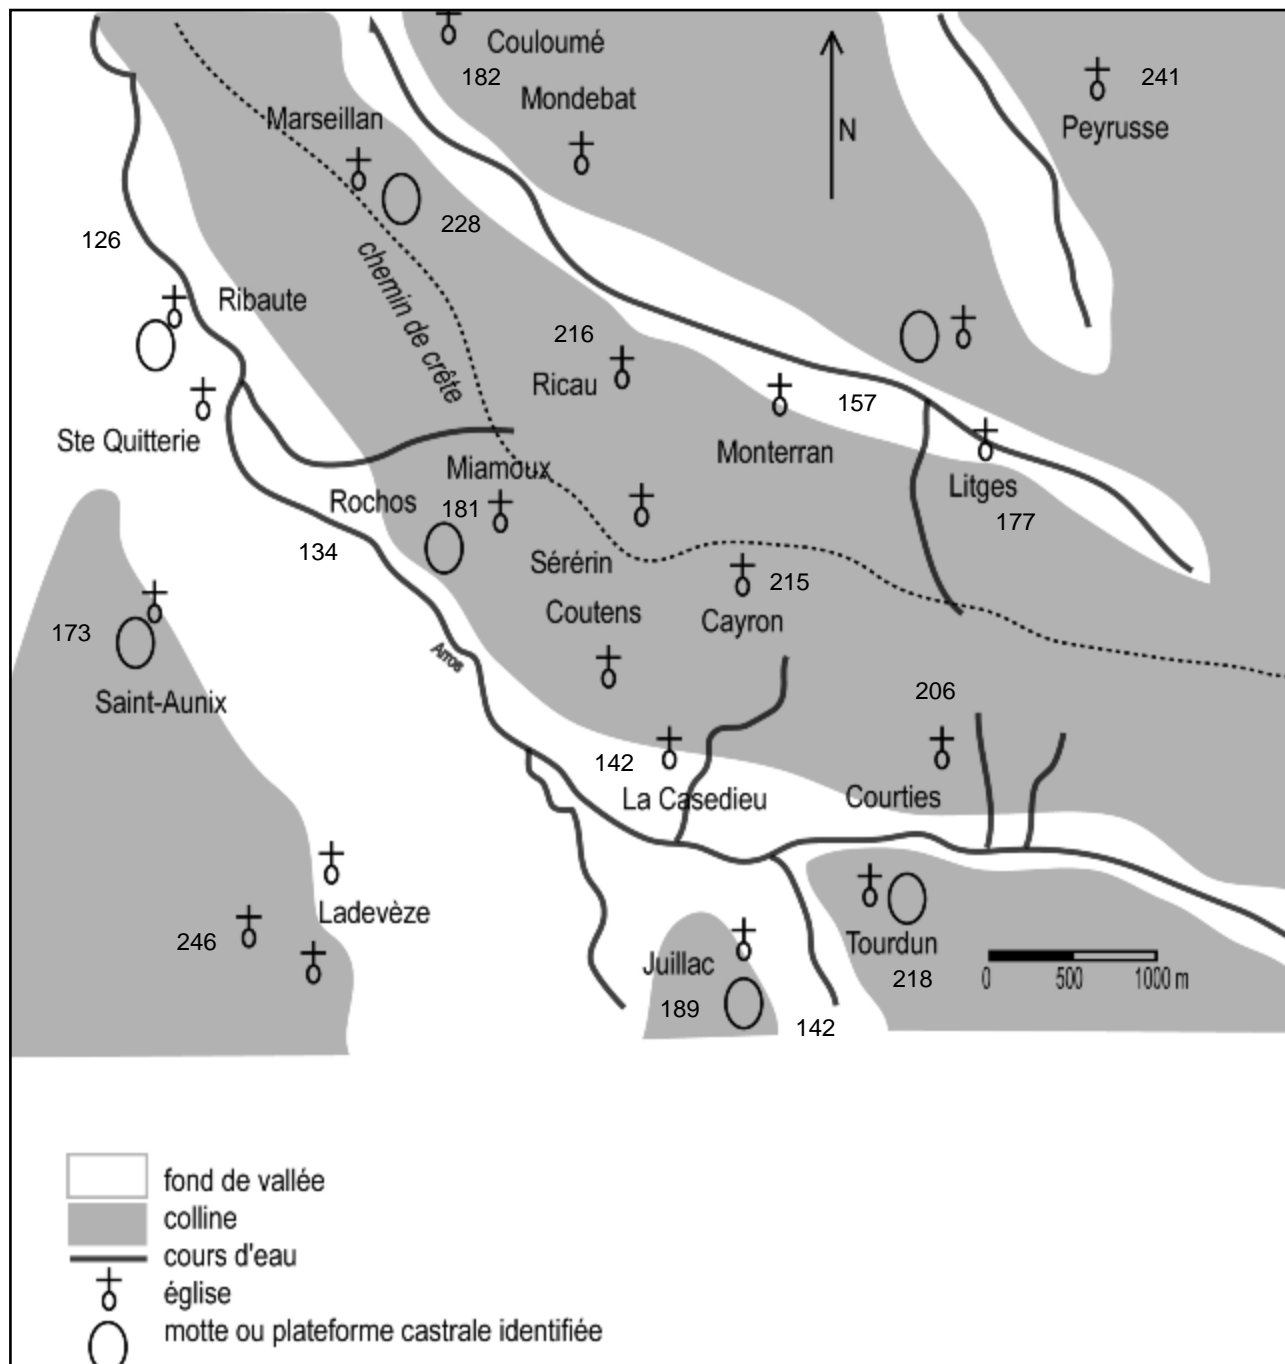 Couloumé
182
Mondebat
241
Peyrusse
N
Marseillan
228
126
chemin de crête
Ribaute
216
Ricau
157
Ste Quitterie
Monterran
Miamoux
Litges
Rochos
181
177
134
Sérérin
215
Coutens
Cayron
173
Arros
Saint-Aunix
206
142
La Casedieu
Courties
Ladevèze
246
Juillac
Tourdun
189
218
0 500 1000 m
142
fond de vallée
colline
cours d'eau
église
motte ou plateforme castrale identifiée